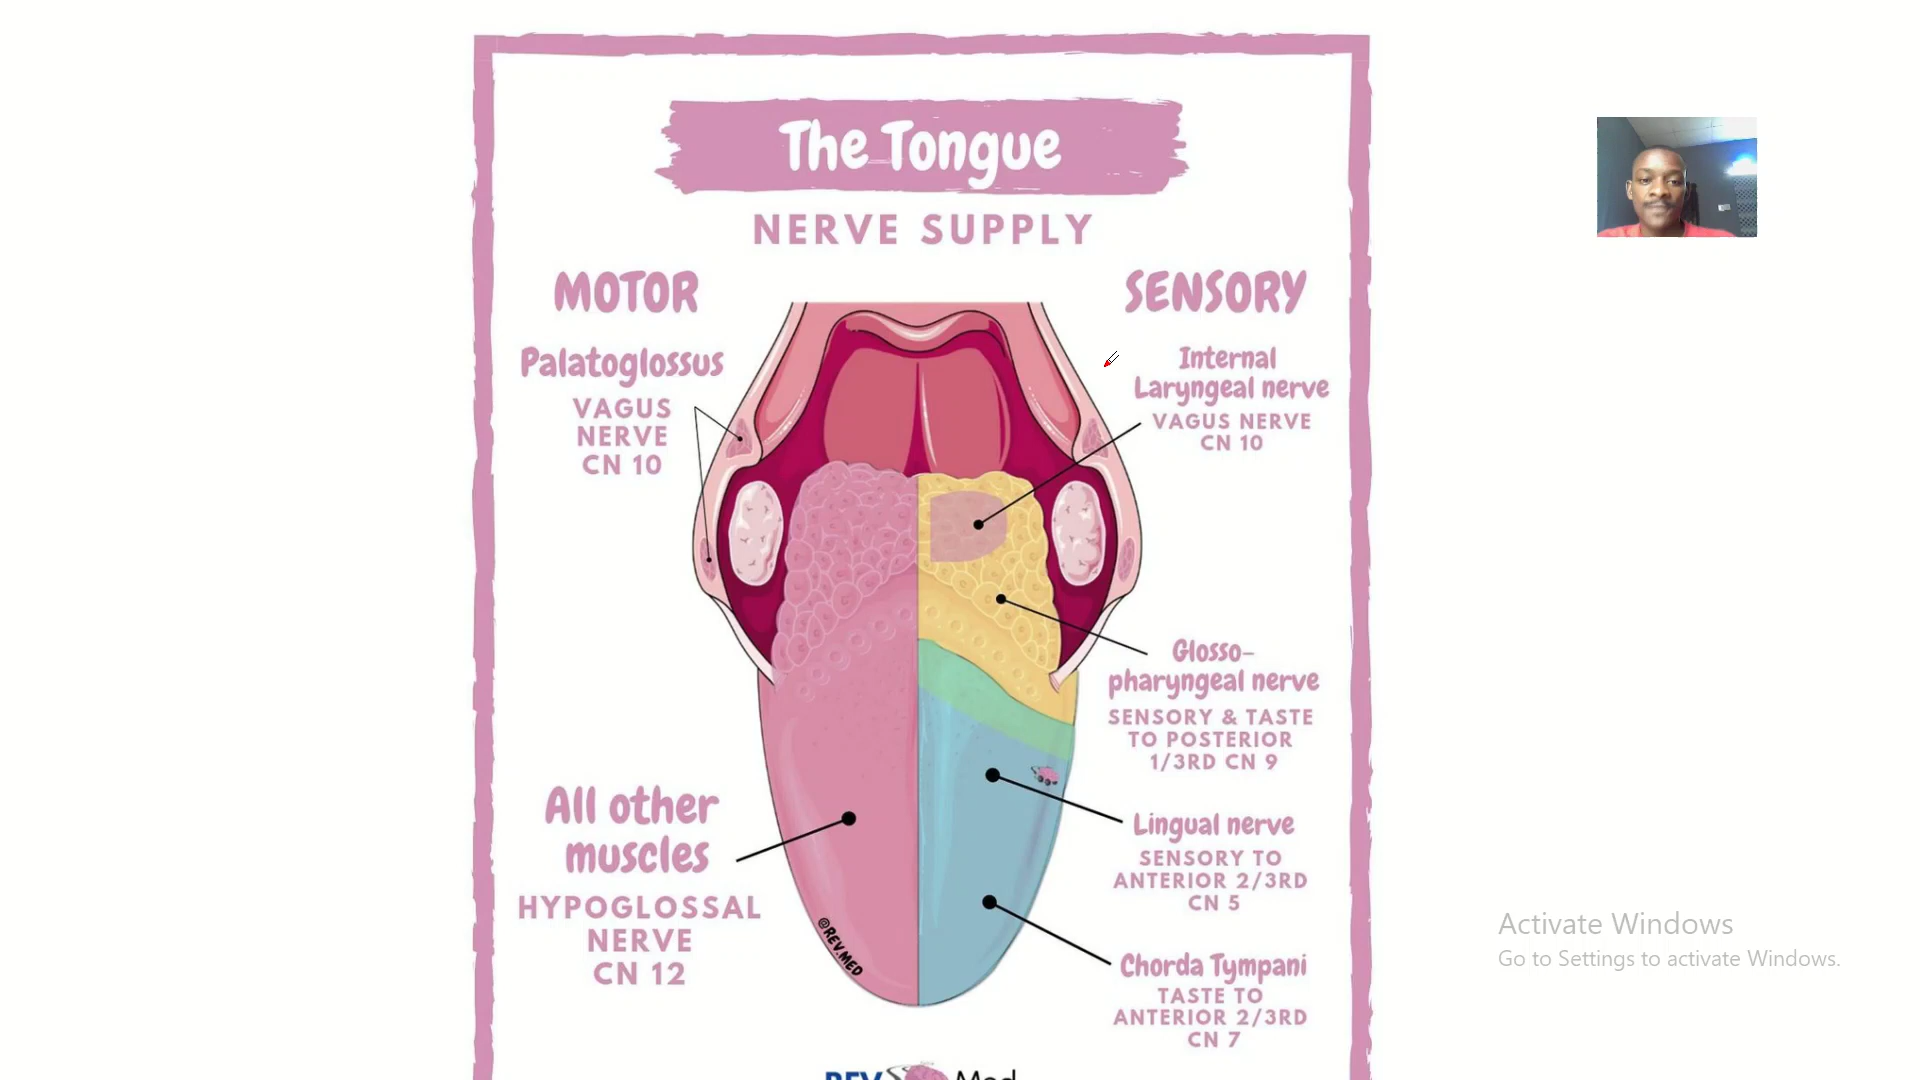 The Tongue
NERVE SUPPLY
MOTOR
Palatoglossus
VAGUS
NERVE
CN 10
All other
muscles
HYPOGLOSSAL
NERVE
CN 12
SENSORY
Internal
Laryngeal nerve
VAGUS NERVE
CN 10
Glosso-
pharyngeal nerve
SENSORY & TASTE
TO POSTERIOR
1/3RD CN 9
Lingual nerve
SENSORY TO
ANTERIOR 2/3RD
CN 5
Chorda Tympani
TASTE TO
ANTERIOR 2/3RD
CN 7
@REV.MED
REV Med
Activate Windows
Go to Settings to activate Windows.